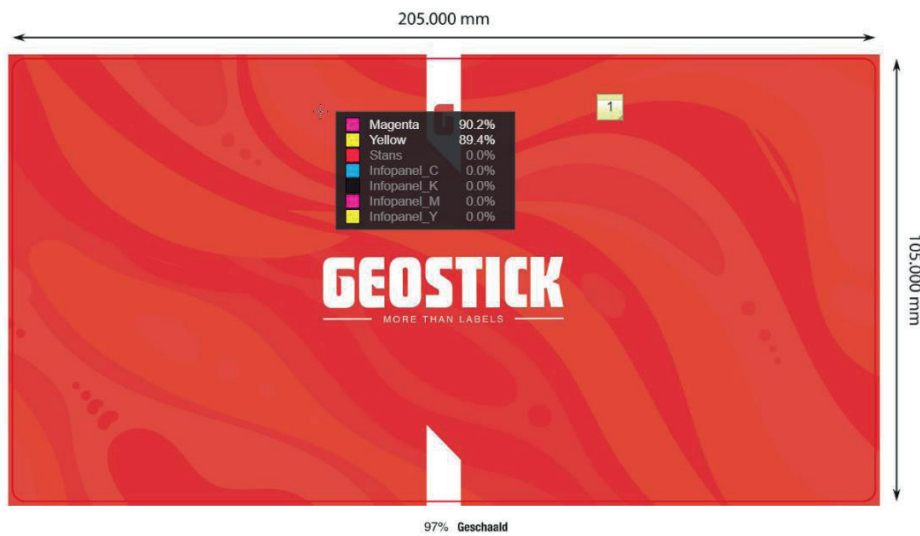 205.000 mm
1
G
Magenta 90.2%
Yellow 89.4%
Stans 0.0%
Infopanel_C 0.0%
Infopanel_K 0.0%
Infopanel_M 0.0%
Infopanel_Y 0.0%
105.000 mm
GEOSTICK
MORE THAN LABELS
97% Geschaald